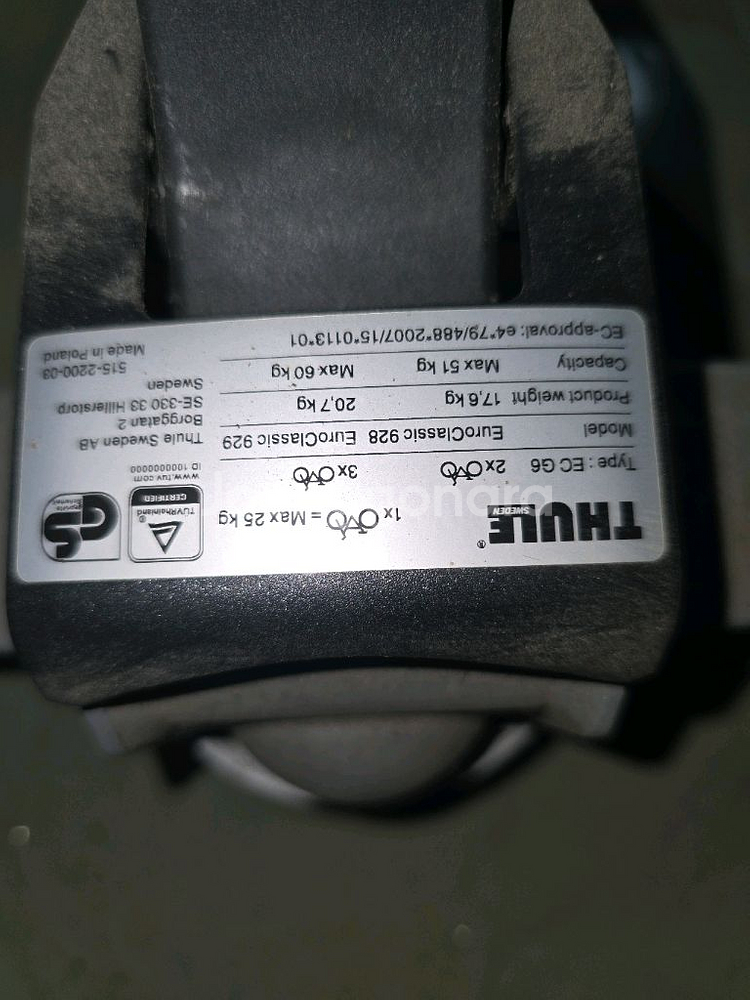 THULE®
SWEDEN
1x = Max 25 kg
TÜVRheinland®
CERTIFIED
GS
www.tuv.com
ID 1000000000
Type: EC G6 2x 3x
Model EuroClassic 928 EuroClassic 929
Product weight 17,6 kg 20,7 kg
Capacity Max 51 kg Max 60 kg
EC-approval: e4*79/488*2007/15*0113*01
Thule Sweden AB
Borggatan 2
SE-330 33 Hillerstorp
Sweden
515-2200-03
Made in Poland